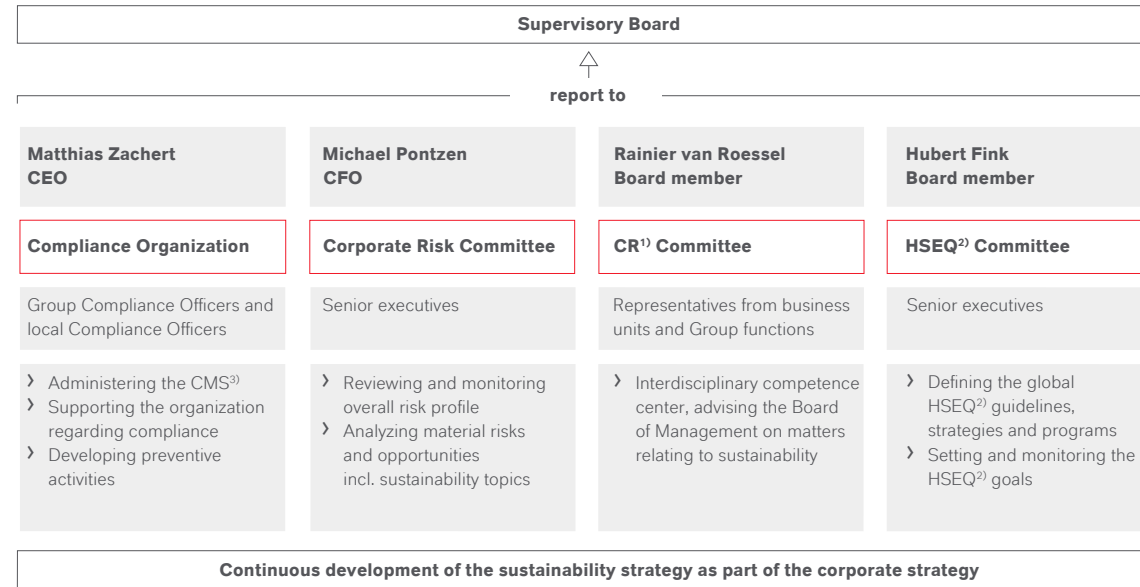 Supervisory Board
report to
Matthias Zachert
CEO
Michael Pontzen
CFO
Rainier van Roessel
Board member
Hubert Fink
Board member
Compliance Organization
Corporate Risk Committee
CR1) Committee
HSEQ2) Committee
Group Compliance Officers and
local Compliance Officers
Senior executives
Representatives from business
units and Group functions
Senior executives
› Administering the CMS3)
› Supporting the organization
regarding compliance
› Developing preventive
activities
› Reviewing and monitoring
overall risk profile
› Analyzing material risks
and opportunities
incl. sustainability topics
› Interdisciplinary competence
center, advising the Board
of Management on matters
relating to sustainability
› Defining the global
HSEQ2) guidelines,
strategies and programs
› Setting and monitoring the
HSEQ2) goals
Continuous development of the sustainability strategy as part of the corporate strategy